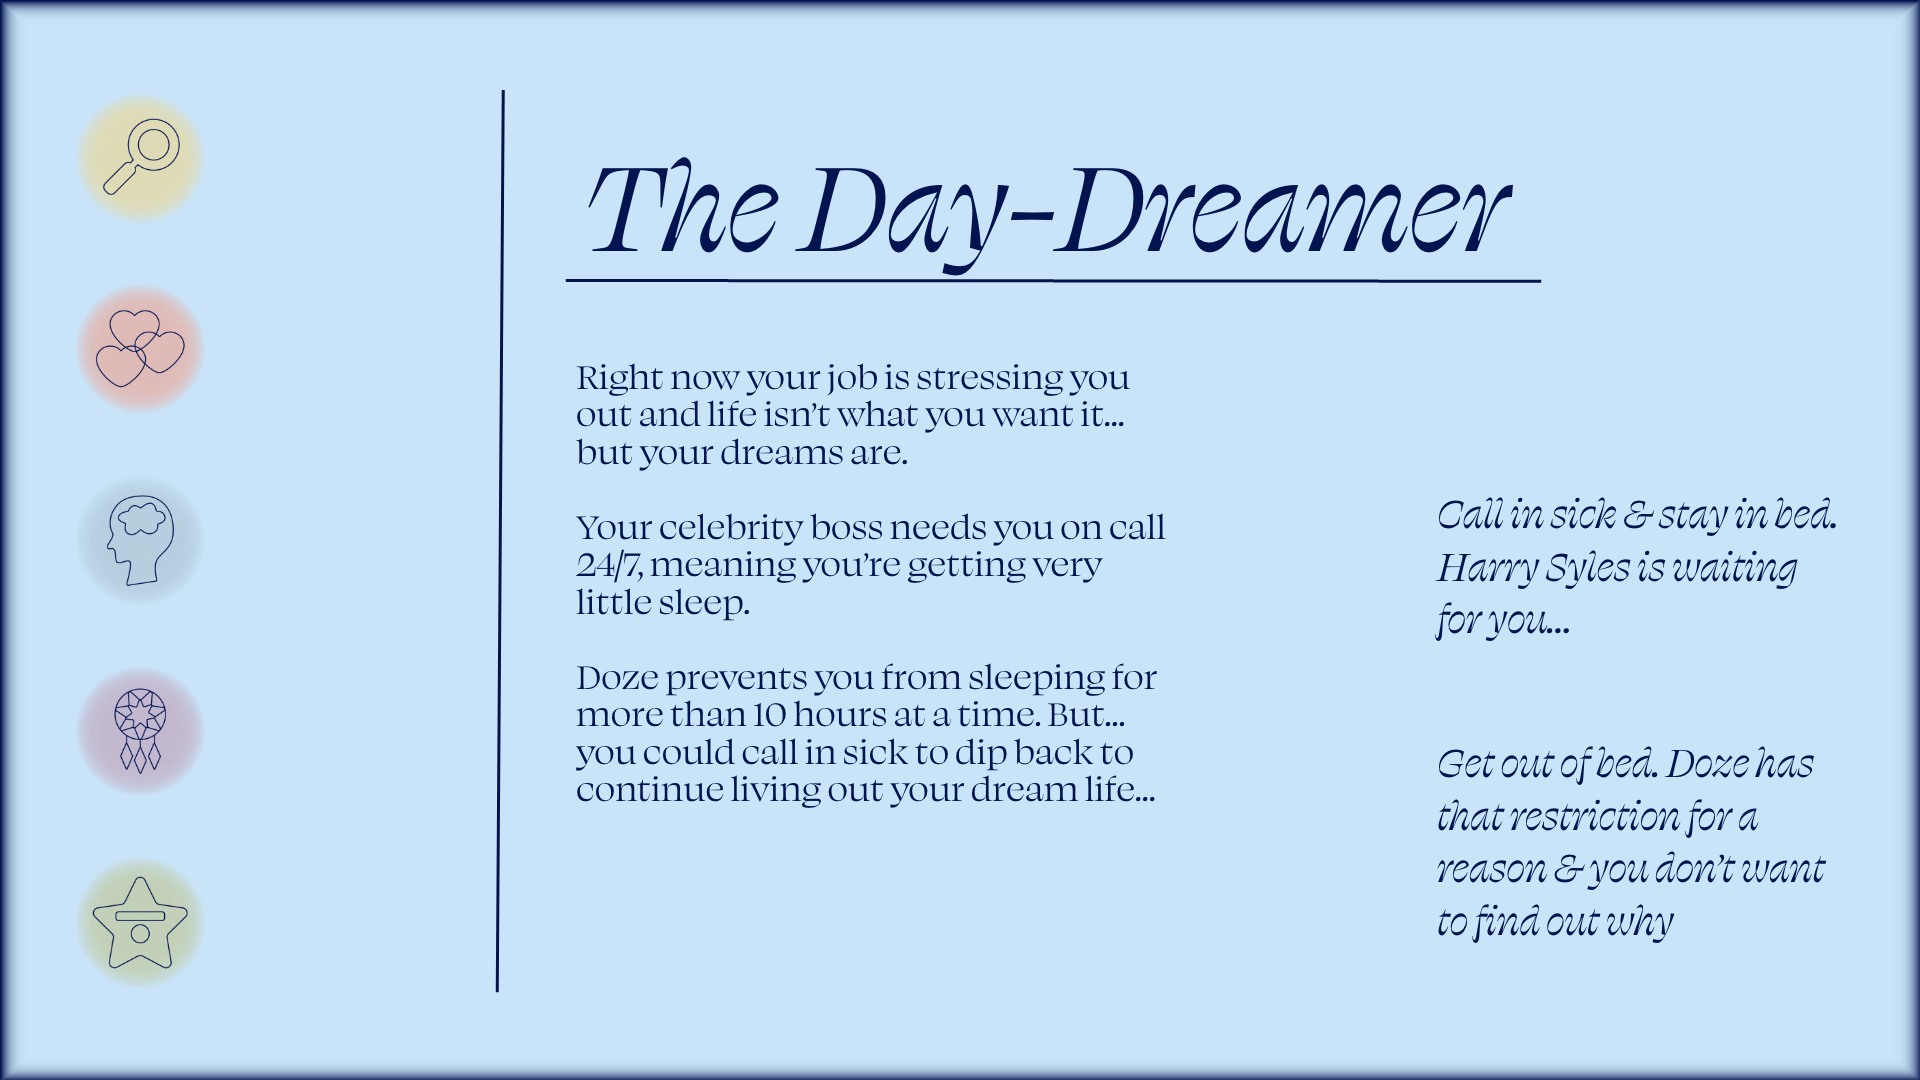 The Day-Dreamer
Right now your job is stressing you
out and life isn't what you want it...
but your dreams are.
Your celebrity boss needs you on call
24/7, meaning you're getting very
little sleep.
Doze prevents you from sleeping for
more than 10 hours at a time. But...
you could call in sick to dip back to
continue living out your dream life...
Call in sick & stay in bed.
Harry Syles is waiting
for you...
Get out of bed. Doze has
that restriction for a
reason & you don't want
to find out why